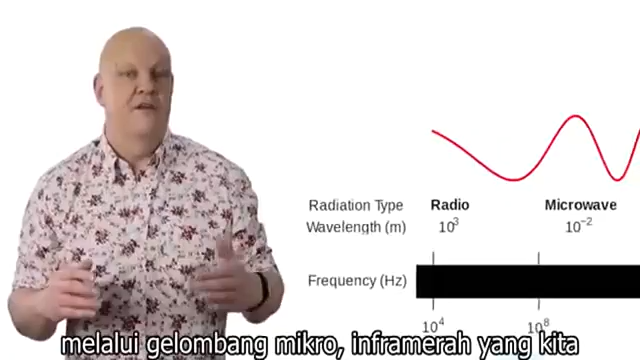 Radiation Type Radio Microwave
Wavelength (m) 10³ 10⁻²
Frequency (Hz)
10⁴ 10⁸
melalui gelombang mikro, inframerah yang kita